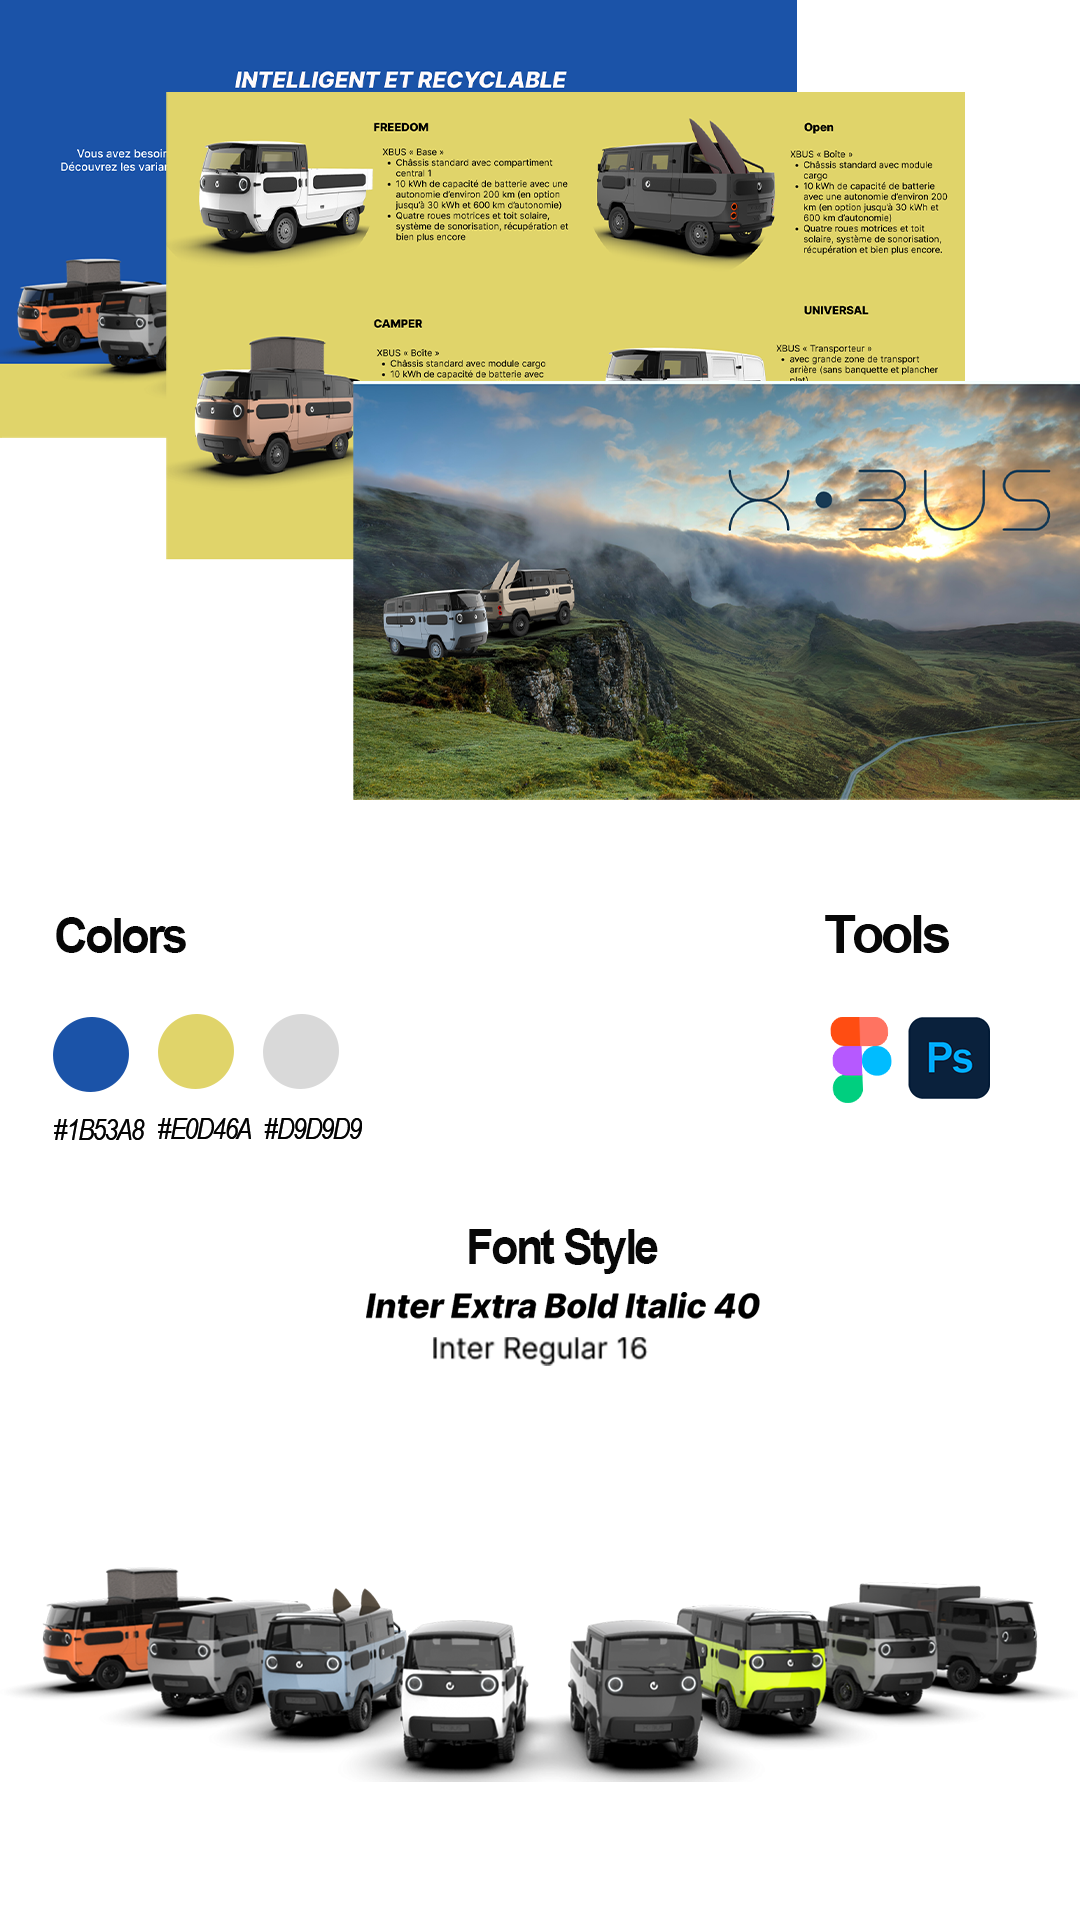 INTELLIGENT ET RECYCLABLE
Vous avez besoin
Découvrez les varian
FREEDOM
XBUS « Base »
• Châssis standard avec compartiment
central 1
• 10 kWh de capacité de batterie avec une
autonomie d'environ 200 km (en option
jusqu'à 30 kWh et 600 km d'autonomie)
• Quatre roues motrices et toit solaire,
système de sonorisation, récupération et
bien plus encore
Open
XBUS « Boîte »
• Châssis standard avec module
cargo
• 10 kWh de capacité de batterie
avec une autonomie d'environ 200
km (en option jusqu'à 30 kWh et
600 km d'autonomie)
• Quatre roues motrices et toit
solaire, système de sonorisation,
récupération et bien plus encore.
CAMPER
XBUS « Boîte »
• Châssis standard avec module cargo
• 10 kWh de capacité de batterie avec
UNIVERSAL
XBUS « Transporteur »
• avec grande zone de transport
arrière (sans banquette et plancher
plat)
X•BUS
Colors
Tools
#1B53A8 #E0D46A #D9D9D9
Ps
Font Style
Inter Extra Bold Italic 40
Inter Regular 16